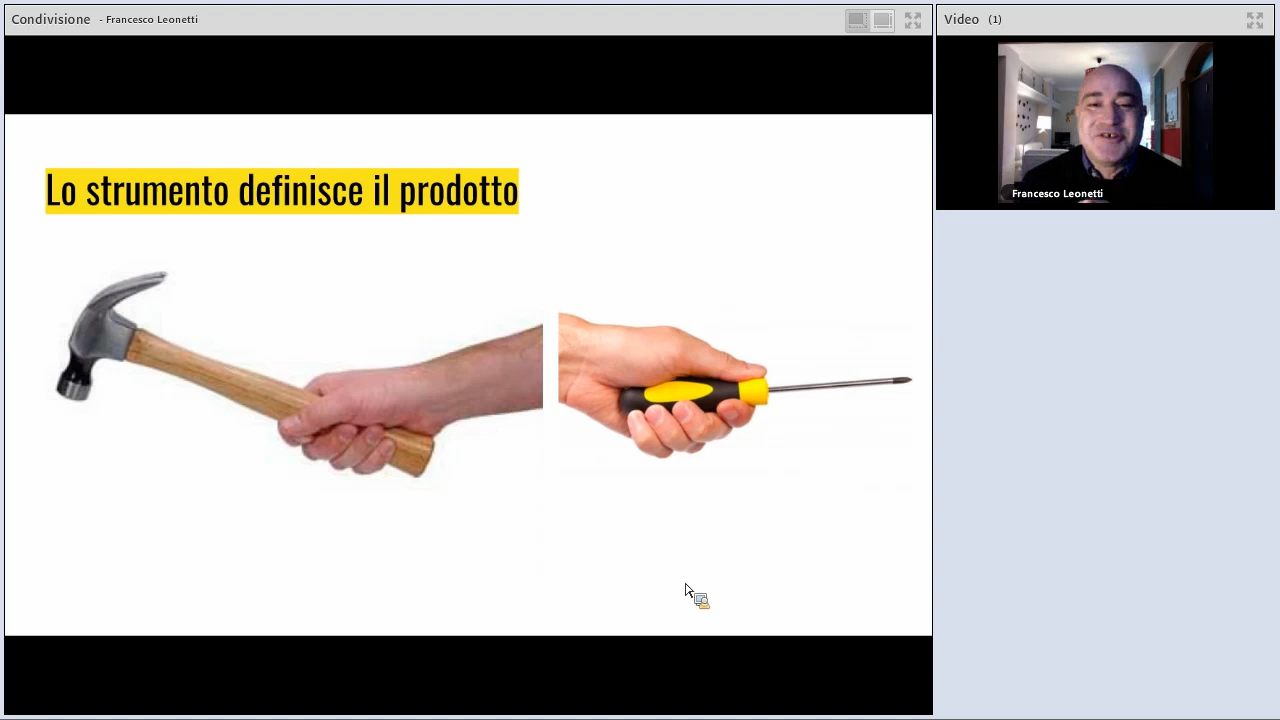 Condivisione - Francesco Leonetti
Video (1)
Lo strumento definisce il prodotto
Francesco Leonetti